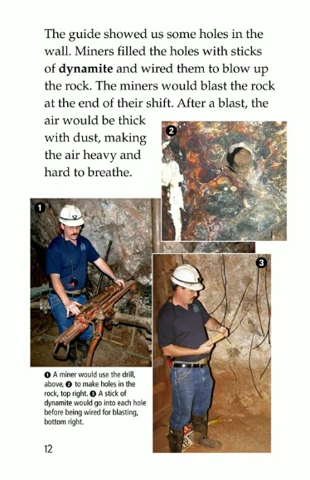 The guide showed us some holes in the
wall. Miners filled the holes with sticks
of dynamite and wired them to blow up
the rock. The miners would blast the rock
at the end of their shift. After a blast, the
air would be thick
with dust, making
the air heavy and
hard to breathe.
2
1
3
❶ A miner would use the drill,
above, ❷ to make holes in the
rock, top right. ❸ A stick of
dynamite would go into each hole
before being wired for blasting,
bottom right.
12